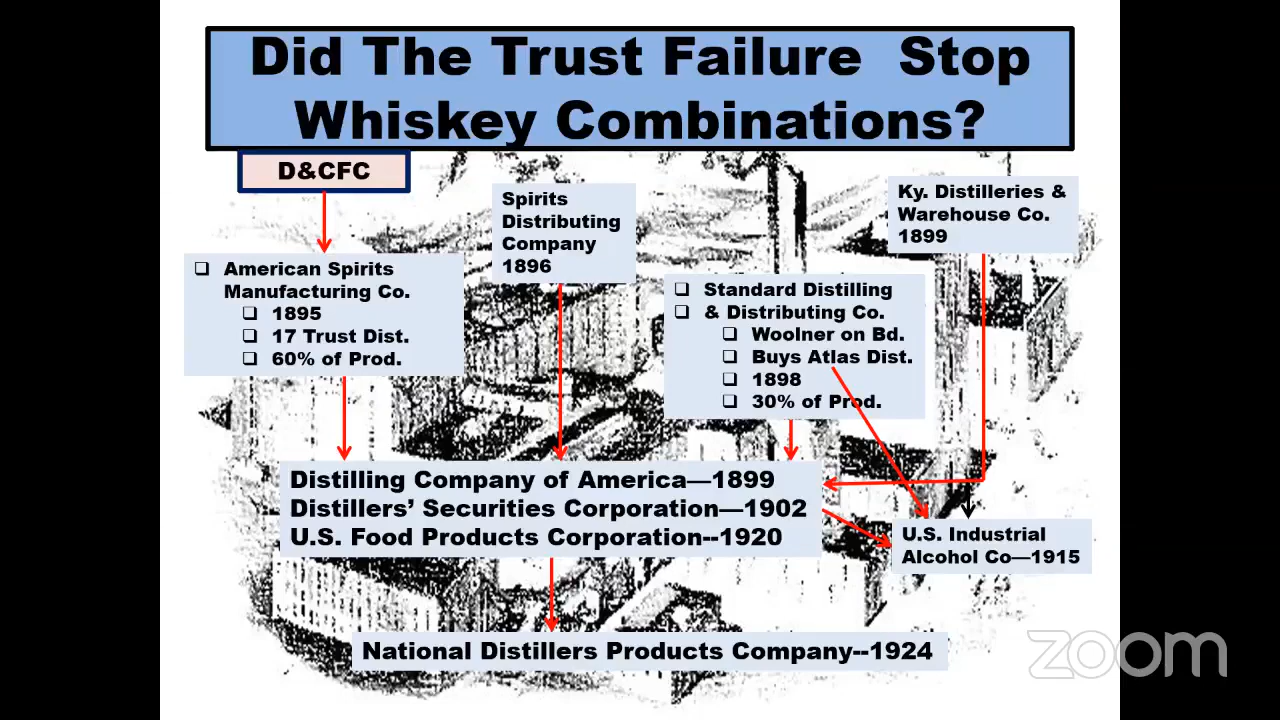 Did The Trust Failure  Stop
Whiskey Combinations?
D&CFC
Spirits
Distributing
Company
1896
Ky. Distilleries &
Warehouse Co.
1899
❑ American Spirits
Manufacturing Co.
❑ 1895
❑ 17 Trust Dist.
❑ 60% of Prod.
❑ Standard Distilling
❑ & Distributing Co.
❑ Woolner on Bd.
❑ Buys Atlas Dist.
❑ 1898
❑ 30% of Prod.
Distilling Company of America—1899
Distillers’ Securities Corporation—1902
U.S. Food Products Corporation--1920
U.S. Industrial
Alcohol Co—1915
National Distillers Products Company--1924
zoom